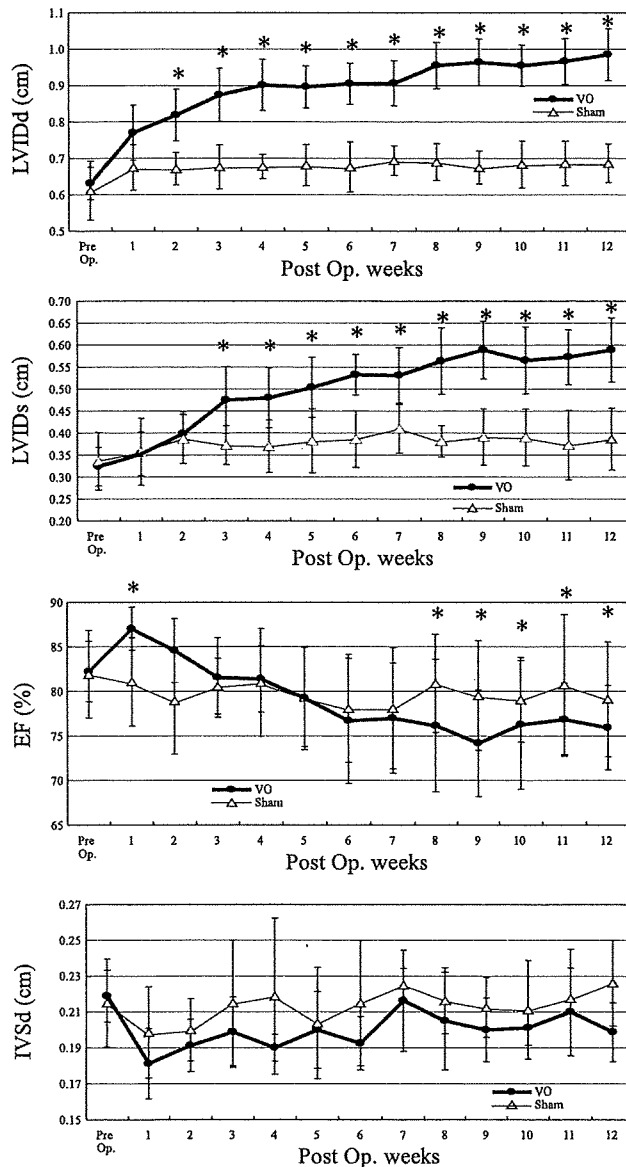 * * * * * * * * * * *
1.1
1.0
0.9
0.8
0.7
0.6
0.5
LVIDd (cm)
VO
Sham
Pre Op. 1 2 3 4 5 6 7 8 9 10 11 12
Post Op. weeks
* * * * * * * * * *
0.70
0.65
0.60
0.55
0.50
0.45
0.40
0.35
0.30
0.25
0.20
LVIDs (cm)
VO
Sham
Pre Op. 1 2 3 4 5 6 7 8 9 10 11 12
Post Op. weeks
* * * * * *
90
85
80
75
70
65
EF (%)
VO
Sham
Pre Op. 1 2 3 4 5 6 7 8 9 10 11 12
Post Op. weeks
0.27
0.25
0.23
0.21
0.19
0.17
0.15
IVSd (cm)
VO
Sham
Pre Op. 1 2 3 4 5 6 7 8 9 10 11 12
Post Op. weeks